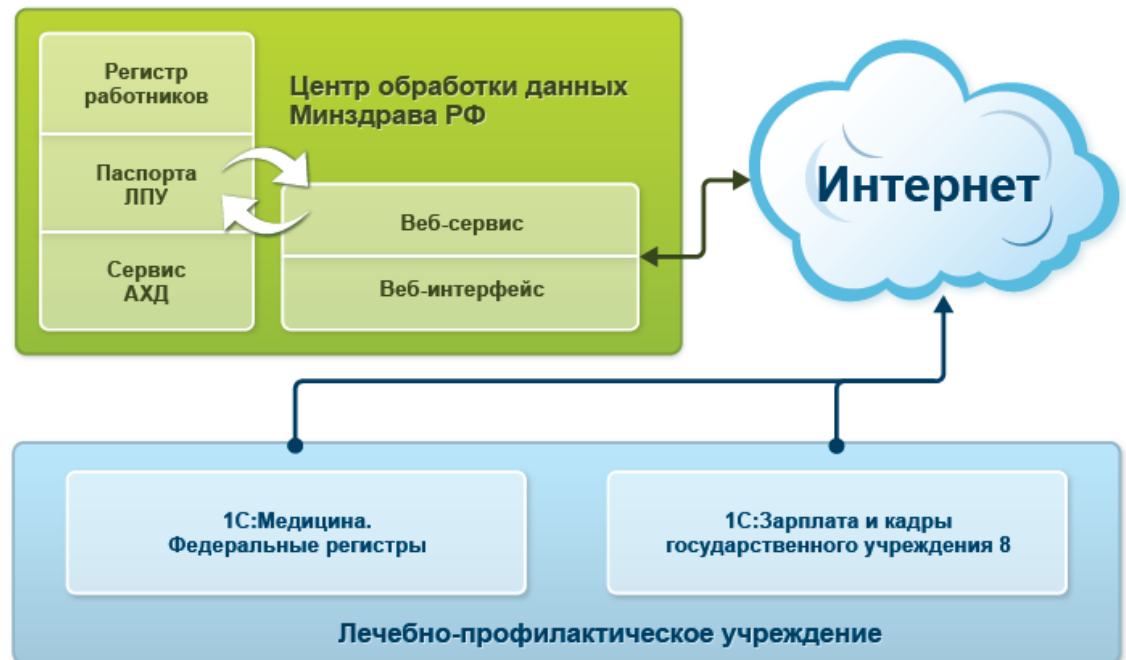 Регистр
работников
Центр обработки данных
Минздрава РФ
Паспорта
ЛПУ
Веб-сервис
Сервис
АХД
Веб-интерфейс
Интернет
1С:Медицина.
Федеральные регистры
1С:Зарплата и кадры
государственного учреждения 8
Лечебно-профилактическое учреждение